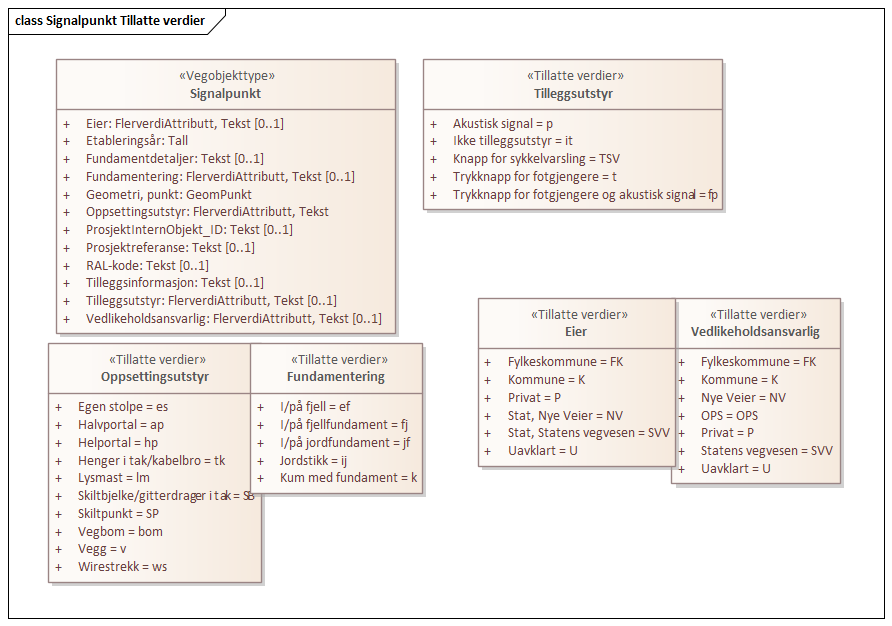 class Signalpunkt Tillatte verdier
«Vegobjekttype»
Signalpunkt
+ Eier: FlerverdiAttributt, Tekst [0..1]
+ Etableringsår: Tall
+ Fundamentdetaljer: Tekst [0..1]
+ Fundamentering: FlerverdiAttributt, Tekst [0..1]
+ Geometri, punkt: GeomPunkt
+ Oppsettingsutstyr: FlerverdiAttributt, Tekst
+ ProsjektInternObjekt_ID: Tekst [0..1]
+ Prosjektreferanse: Tekst [0..1]
+ RAL-kode: Tekst [0..1]
+ Tilleggsinformasjon: Tekst [0..1]
+ Tilleggsutstyr: FlerverdiAttributt, Tekst [0..1]
+ Vedlikeholdsansvarlig: FlerverdiAttributt, Tekst [0..1]
«Tillatte verdier»
Tilleggsutstyr
+ Akustisk signal = p
+ Ikke tilleggsutstyr = it
+ Knapp for sykkelvarsling = TSV
+ Trykknapp for fotgjengere = t
+ Trykknapp for fotgjengere og akustisk signal = fp
«Tillatte verdier»
Oppsettingsutstyr
+ Egen stolpe = es
+ Halvportal = ap
+ Helportal = hp
+ Henger i tak/kabelbro = tk
+ Lysmast = lm
+ Skiltbjelke/gitterdrager i tak = SB
+ Skiltpunkt = SP
+ Vegbom = bom
+ Vegg = v
+ Wirestrekk = ws
«Tillatte verdier»
Fundamentering
+ I/på fjell = ef
+ I/på fjellfundament = fj
+ I/på jordfundament = jf
+ Jordstikk = ij
Kum med fundament = k
«Tillatte verdier»
Eier
+ Fylkeskommune = FK
+ Kommune = K
+ Privat = P
+ Stat, Nye Veier = NV
+ Stat, Statens vegvesen = SVV
+ Uavklart = U
«Tillatte verdier»
Vedlikeholdsansvarlig
+ Fylkeskommune = FK
+ Kommune = K
+ Nye Veier = NV
+ OPS = OPS
+ Privat = P
+ Statens vegvesen = SVV
+ Uavklart = U